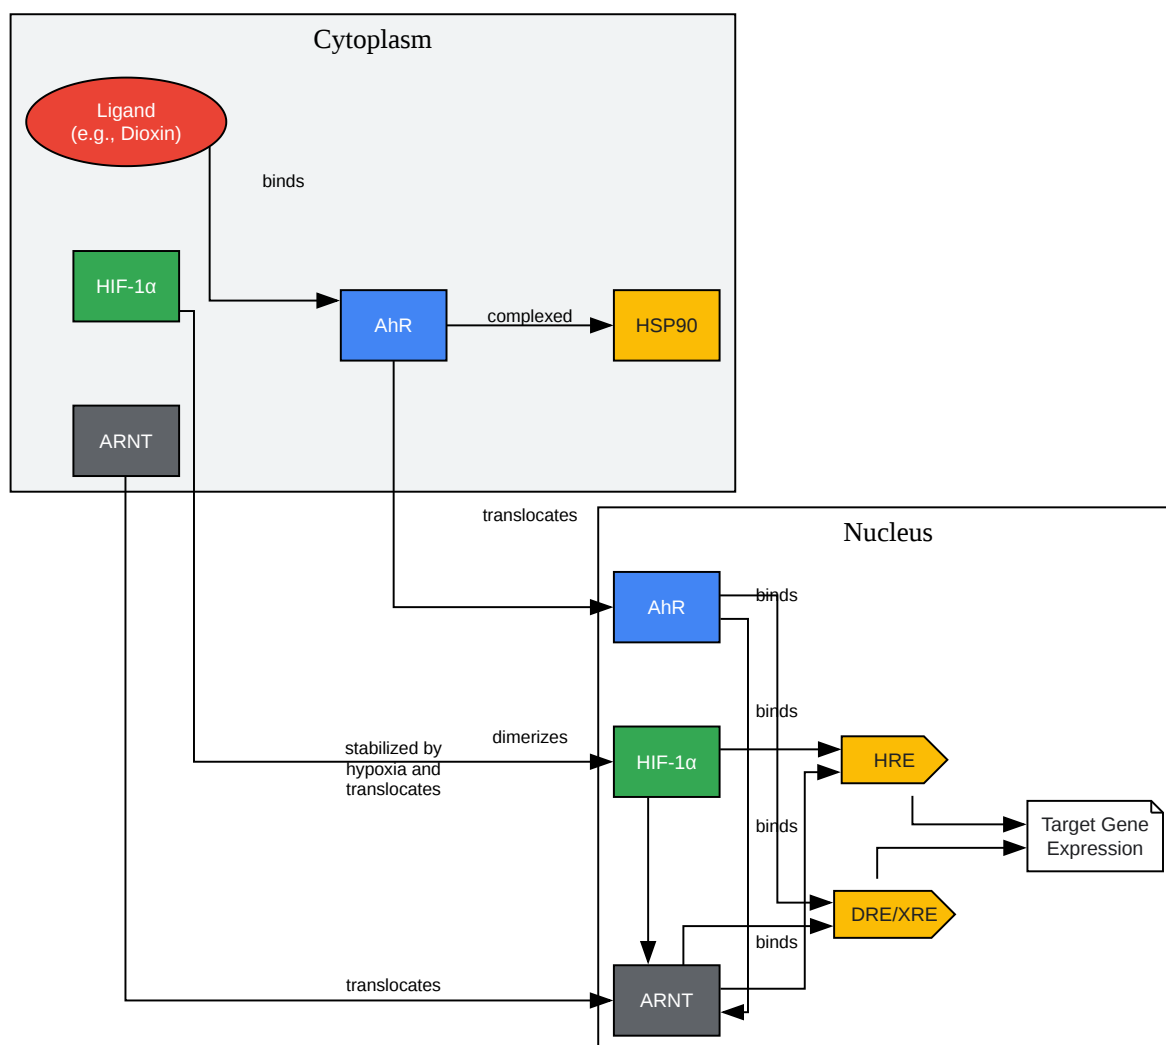 Cytoplasm
Ligand
(e.g., Dioxin)
binds
HIF-1α
AhR
complexed
HSP90
ARNT
translocates
Nucleus
AhR
binds
binds
dimerizes
stabilized by
hypoxia and
translocates
HIF-1α
HRE
binds
Target Gene
Expression
DRE/XRE
binds
translocates
ARNT